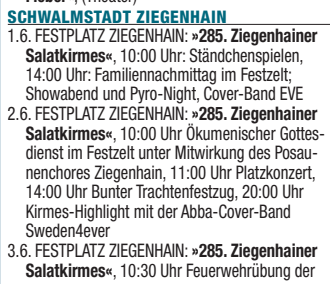 Fieber", (Theater)
SCHWALMSTADT ZIEGENHAIN
1.6. FESTPLATZ ZIEGENHAIN: »285. Ziegenhainer
Salatkirmes«, 10:00 Uhr: Ständchenspielen,
14:00 Uhr: Familiennachmittag im Festzelt;
Showabend und Pyro-Night, Cover-Band EVE
2.6. FESTPLATZ ZIEGENHAIN: »285. Ziegenhainer
Salatkirmes«, 10:00 Uhr Ökumenischer Gottes-
dienst im Festzelt unter Mitwirkung des Posau-
nenchores Ziegenhain, 11:00 Uhr Platzkonzert,
14:00 Uhr Bunter Trachtenfestzug, 20:00 Uhr
Kirmes-Highlight mit der Abba-Cover-Band
Sweden4ever
3.6. FESTPLATZ ZIEGENHAIN: »285. Ziegenhainer
Salatkirmes«, 10:30 Uhr Feuerwehrübung der